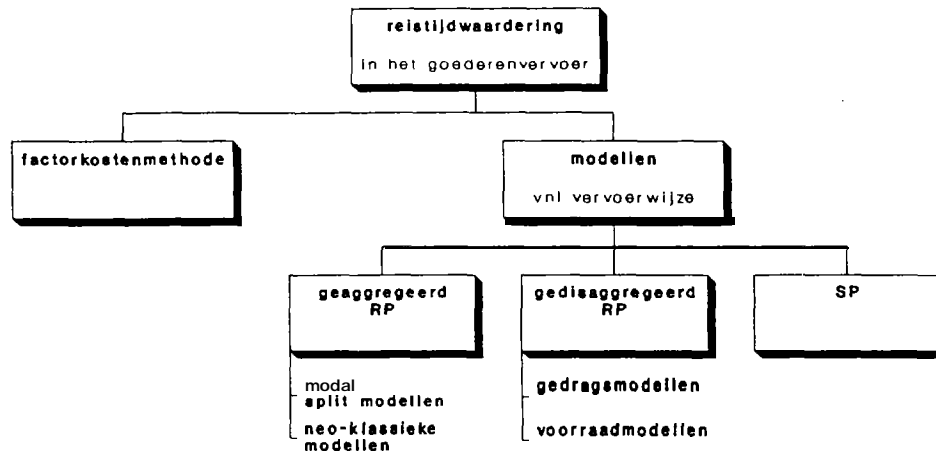 reistijdwaardering
in het goederenvervoer
factorkostenmethode
modellen
vnl vervoerwijze
geaggregeerd
RP
gedisaggregeerd
RP
SP
modal
split modellen
neo-klassieke
modellen
gedragsmodellen
voorraadmodellen